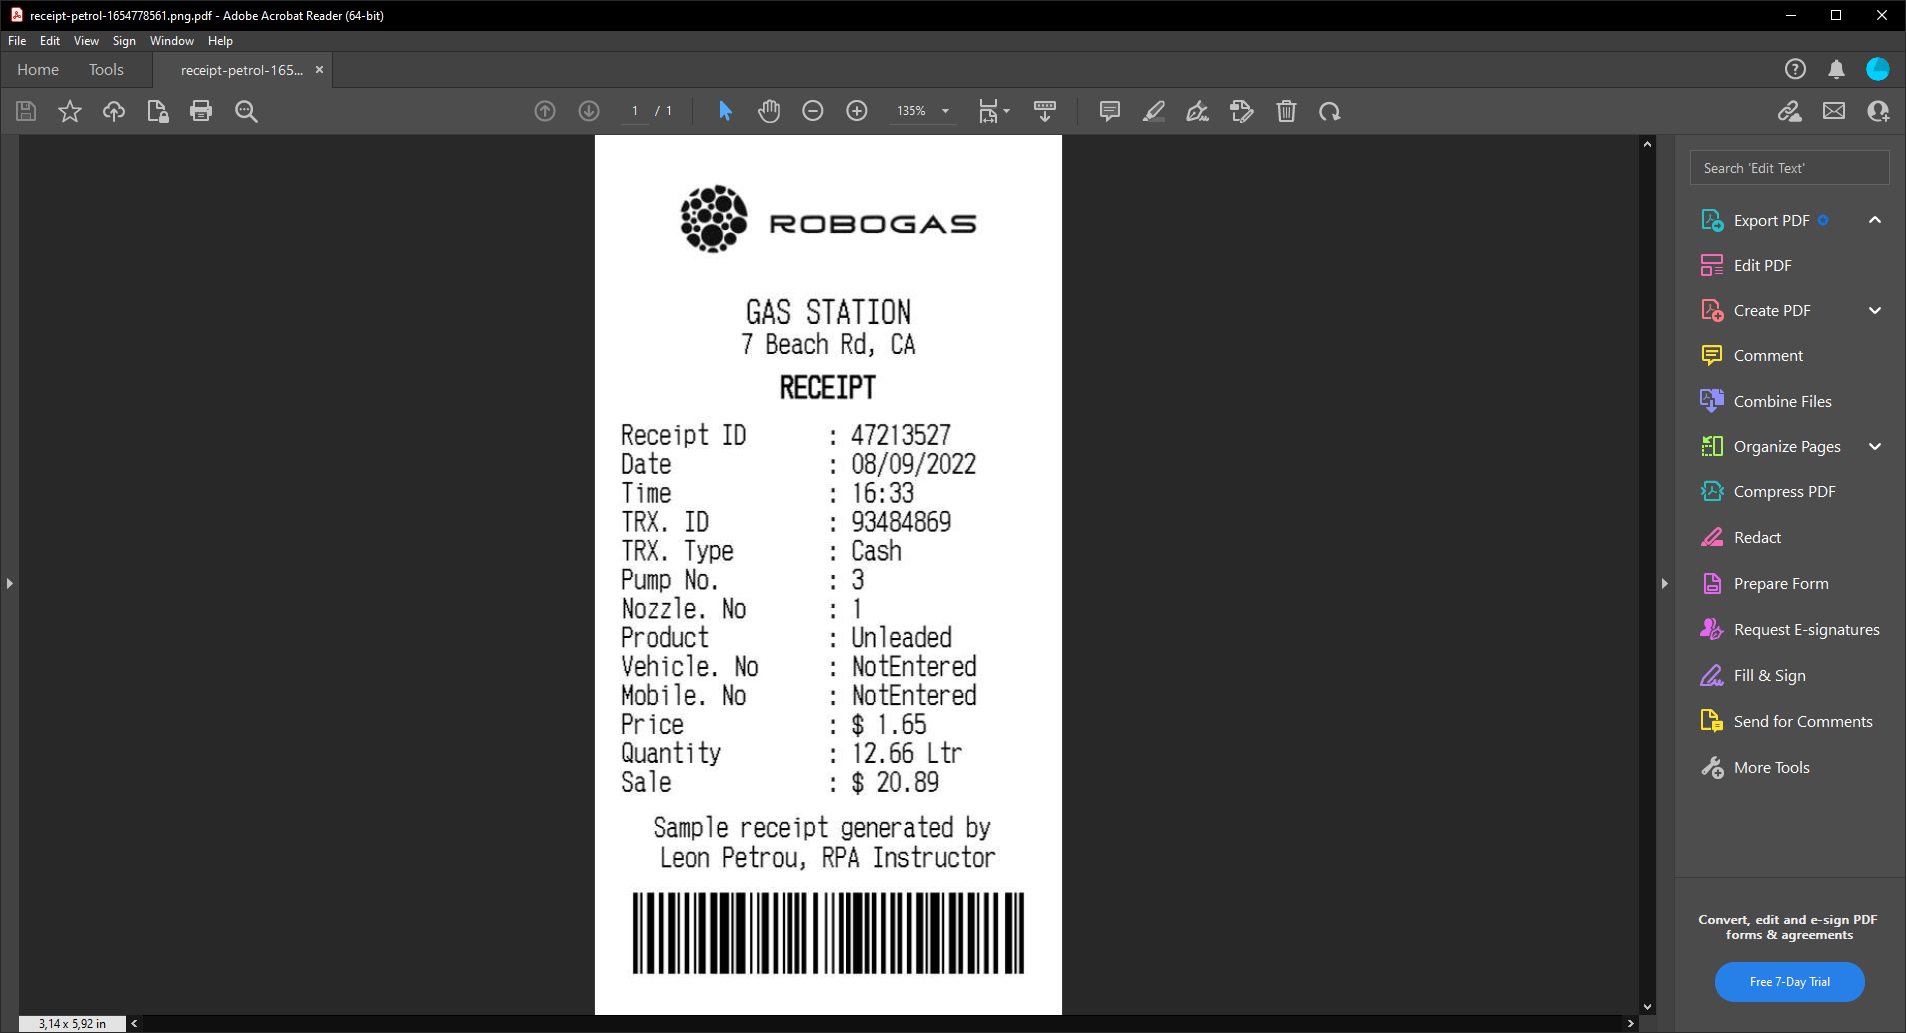 receipt-petrol-1654778561.png.pdf - Adobe Acrobat Reader (64-bit)
File Edit View Sign Window Help
Home Tools receipt-petrol-165... ×
1 / 1 135%
Search 'Edit Text'
ROBOGAS
GAS STATION
7 Beach Rd, CA
RECEIPT
Receipt ID : 47213527
Date : 08/09/2022
Time : 16:33
TRX. ID : 93484869
TRX. Type : Cash
Pump No. : 3
Nozzle. No : 1
Product : Unleaded
Vehicle. No : NotEntered
Mobile. No : NotEntered
Price : $ 1.65
Quantity : 12.66 Ltr
Sale : $ 20.89
Sample receipt generated by
Leon Petrou, RPA Instructor
Export PDF
Edit PDF
Create PDF
Comment
Combine Files
Organize Pages
Compress PDF
Redact
Prepare Form
Request E-signatures
Fill & Sign
Send for Comments
More Tools
Convert, edit and e-sign PDF
forms & agreements
Free 7-Day Trial
3,14 x 5,92 in